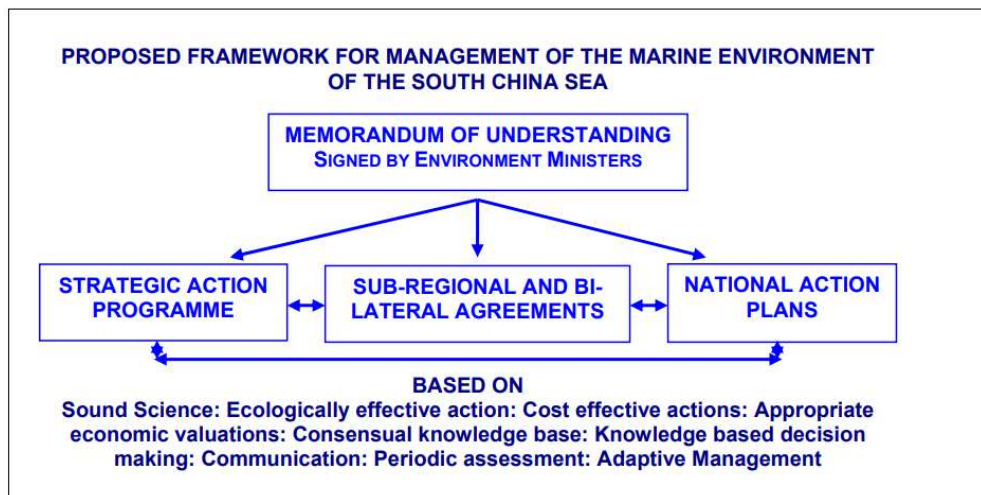 PROPOSED FRAMEWORK FOR MANAGEMENT OF THE MARINE ENVIRONMENT
OF THE SOUTH CHINA SEA
MEMORANDUM OF UNDERSTANDING
SIGNED BY ENVIRONMENT MINISTERS
STRATEGIC ACTION
PROGRAMME
SUB-REGIONAL AND BI-
LATERAL AGREEMENTS
NATIONAL ACTION
PLANS
BASED ON
Sound Science: Ecologically effective action: Cost effective actions: Appropriate
economic valuations: Consensual knowledge base: Knowledge based decision
making: Communication: Periodic assessment: Adaptive Management